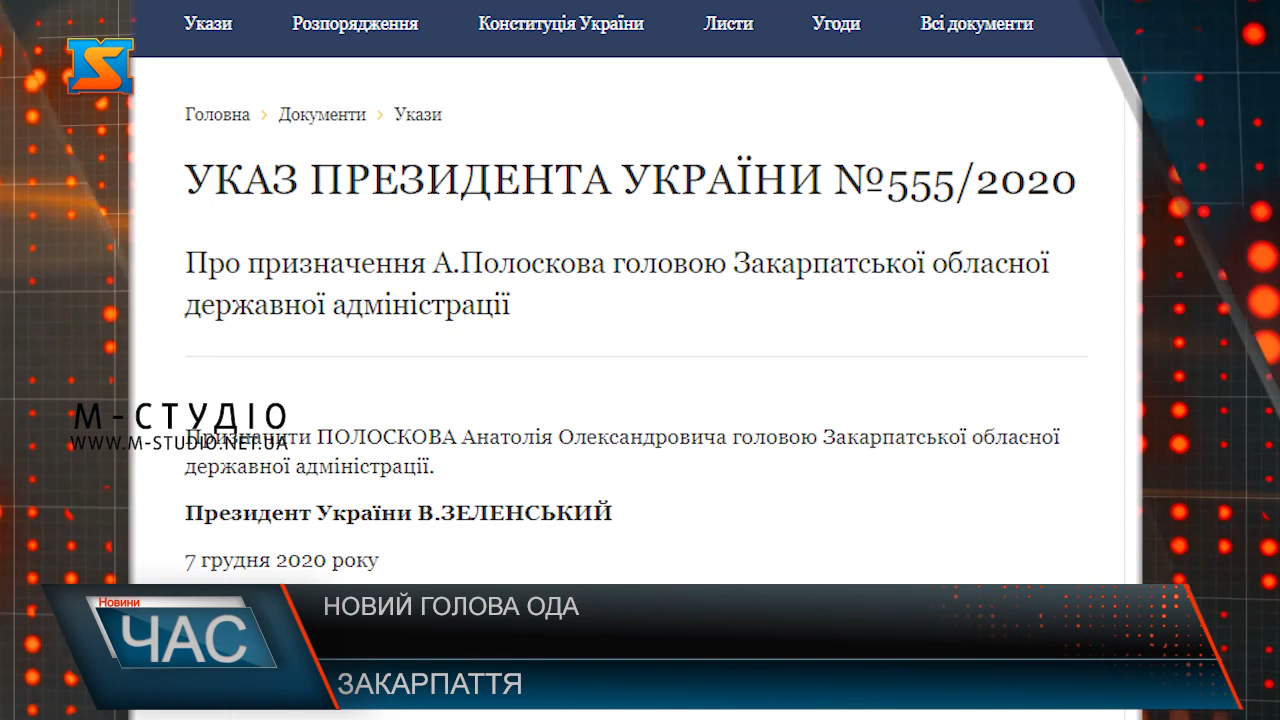 Укази Розпорядження Конституція України Листи Угоди Всі документи
Головна > Документи > Укази
УКАЗ ПРЕЗИДЕНТА УКРАЇНИ №555/2020
Про призначення А.Полоскова головою Закарпатської обласної
державної адміністрації
М-СТУДІО
WWW.M-STUDIO.NET.UA
Призначити ПОЛОСКОВА Анатолія Олександровича головою Закарпатської обласної
державної адміністрації.
Президент України В.ЗЕЛЕНСЬКИЙ
7 грудня 2020 року
Новини
ЧАС
НОВИЙ ГОЛОВА ОДА
ЗАКАРПАТТЯ